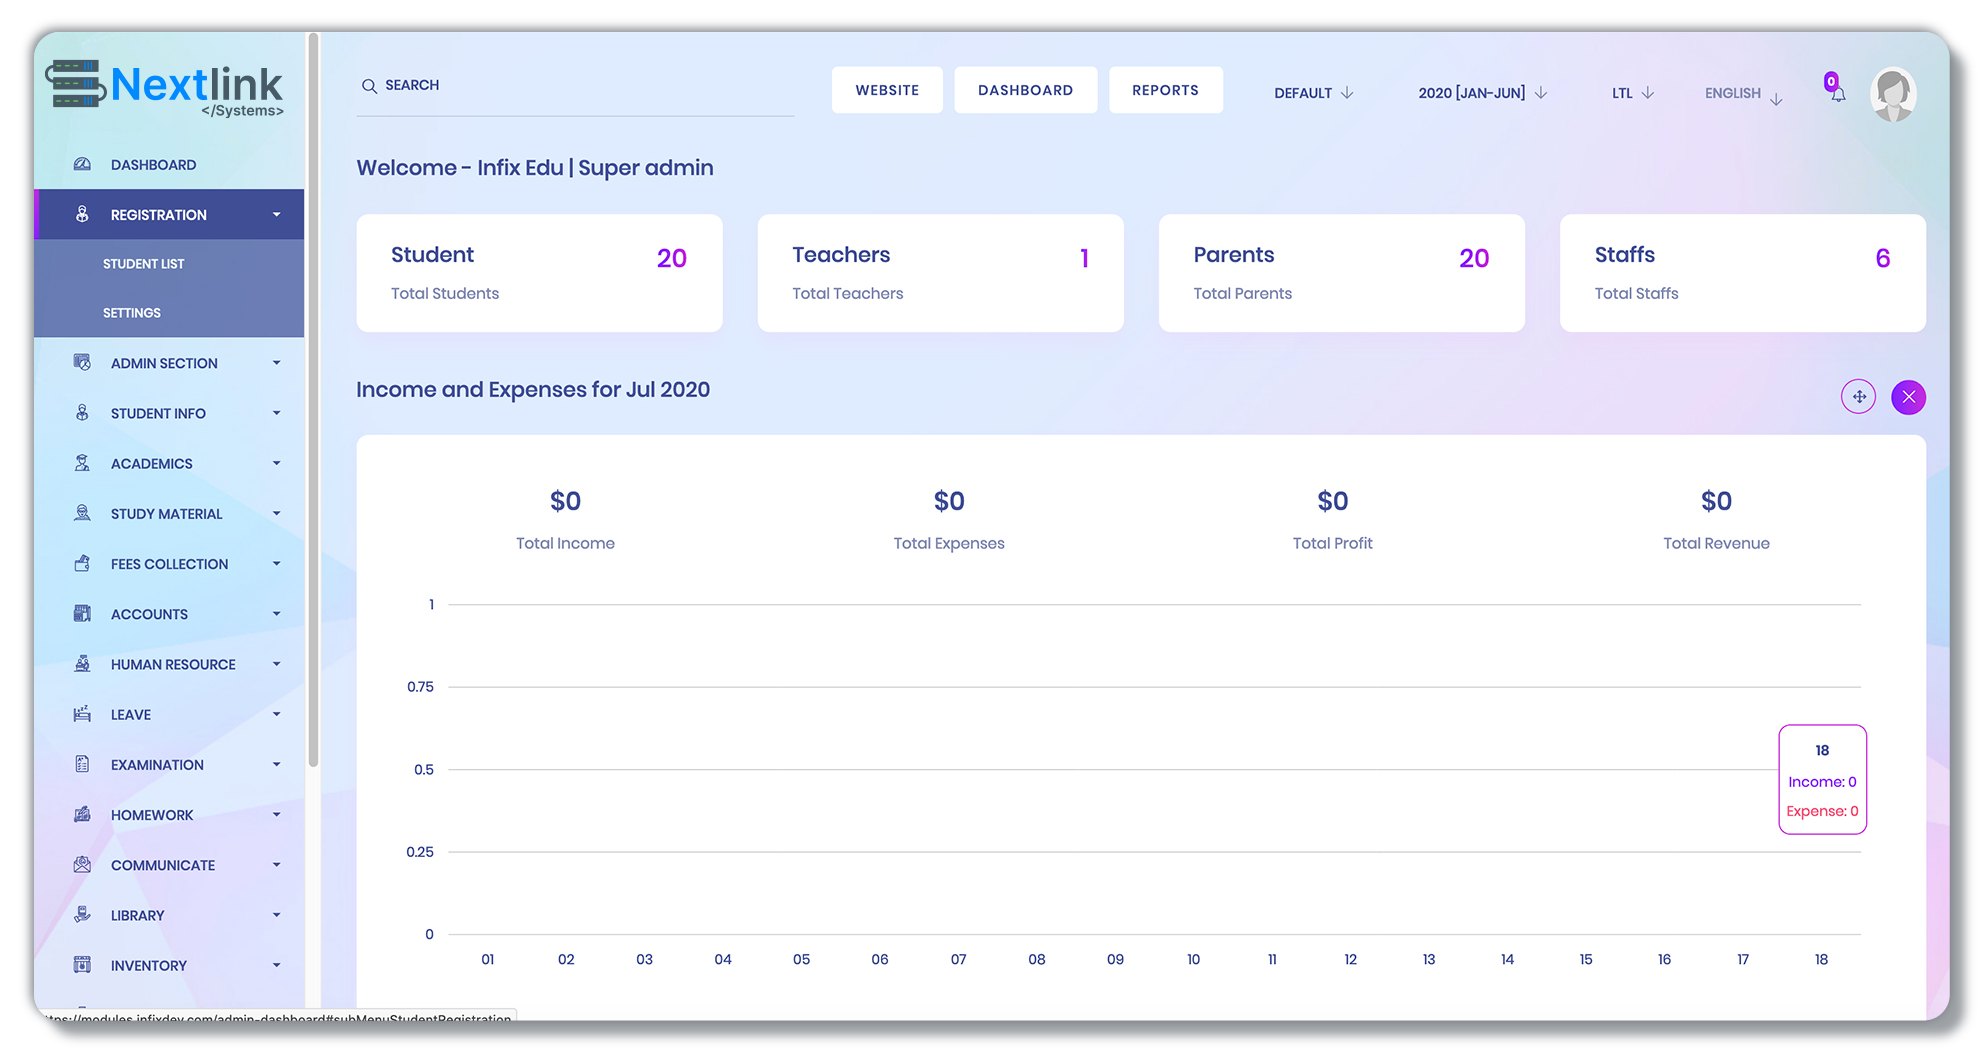 Nextlink
</Systems>
DASHBOARD
REGISTRATION
STUDENT LIST
SETTINGS
ADMIN SECTION
STUDENT INFO
ACADEMICS
STUDY MATERIAL
FEES COLLECTION
ACCOUNTS
HUMAN RESOURCE
LEAVE
EXAMINATION
HOMEWORK
COMMUNICATE
LIBRARY
INVENTORY
SEARCH
WEBSITE DASHBOARD REPORTS DEFAULT 2020 [JAN-JUN] LTL ENGLISH 0
Welcome - Infix Edu | Super admin
Student 20
Total Students
Teachers 1
Total Teachers
Parents 20
Total Parents
Staffs 6
Total Staffs
Income and Expenses for Jul 2020
$0 $0 $0 $0
Total Income Total Expenses Total Profit Total Revenue
1
0.75
0.5
0.25
0
18
Income: 0
Expense: 0
01 02 03 04 05 06 07 08 09 10 11 12 13 14 15 16 17 18
ttps://modules.infixdev.com/admin-dashboard#subMenuStudentRegistration